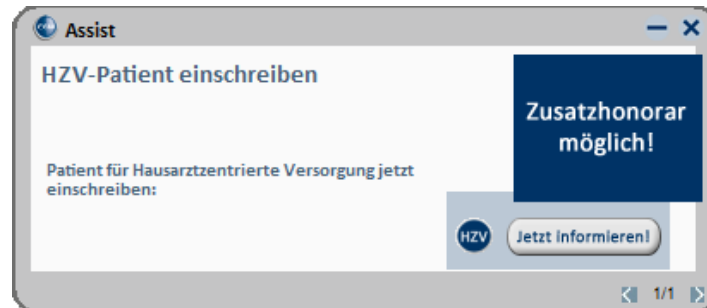 Assist
HZV-Patient einschreiben
Zusatzhonorar
möglich!
Patient für Hausarztzentrierte Versorgung jetzt
einschreiben:
HZV
Jetzt informieren!
1/1